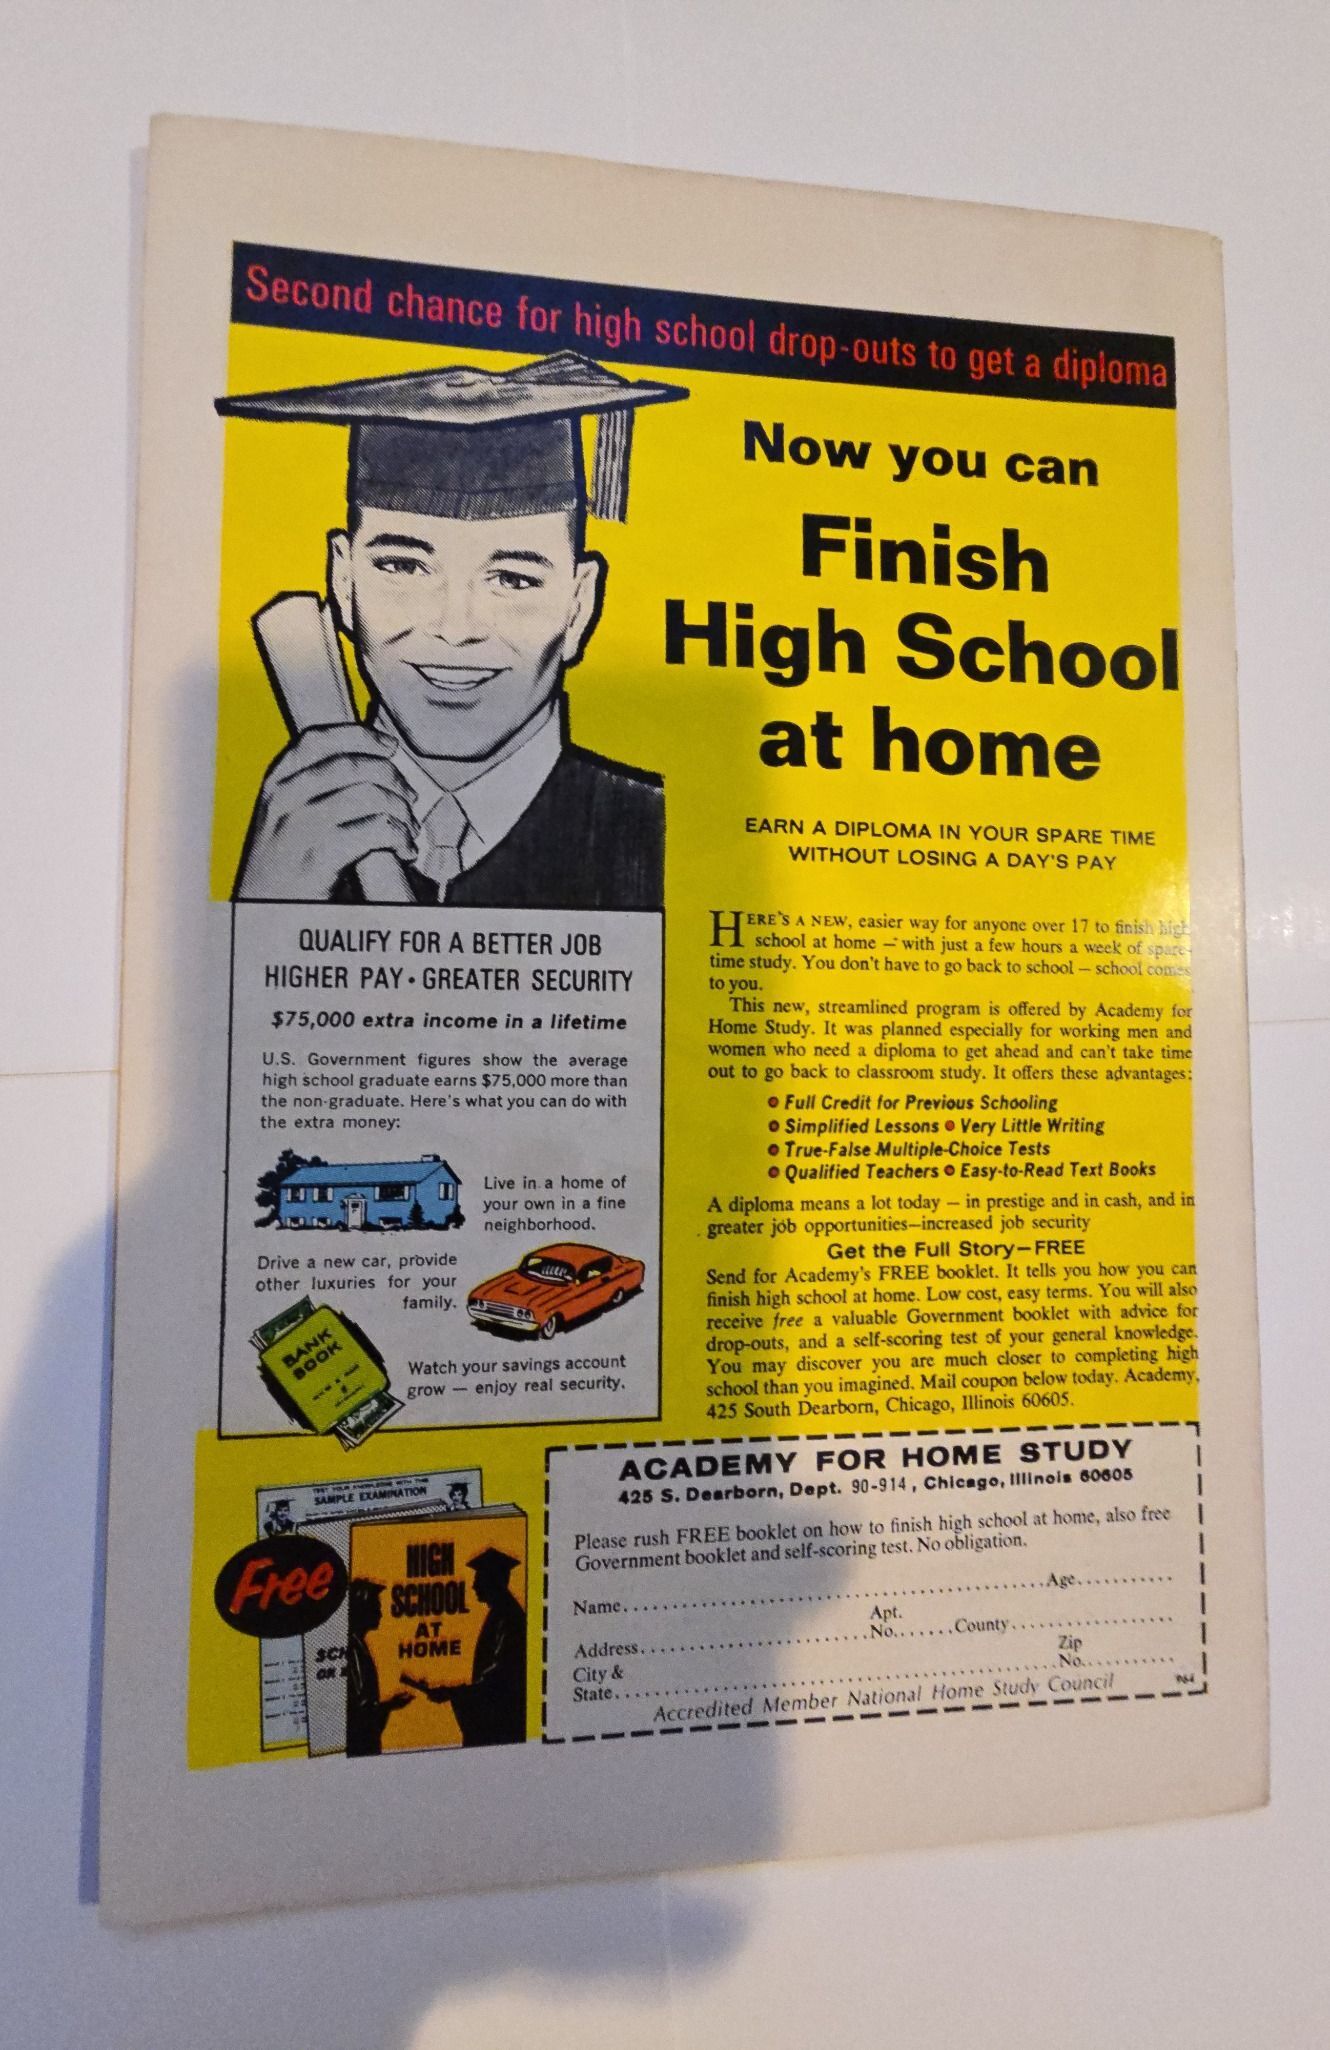 Second chance for high school drop-outs to get a diploma
Now you can
Finish
High School
at home
EARN A DIPLOMA IN YOUR SPARE TIME
WITHOUT LOSING A DAY'S PAY
QUALIFY FOR A BETTER JOB
HIGHER PAY • GREATER SECURITY
$75,000 extra income in a lifetime
U.S. Government figures show the average
high school graduate earns $75,000 more than
the non-graduate. Here's what you can do with
the extra money:
Live in a home of
your own in a fine
neighborhood.
Drive a new car, provide
other luxuries for your
family.
BANK
BOOK
Watch your savings account
grow — enjoy real security.
HERE'S A NEW, easier way for anyone over 17 to finish high
school at home — with just a few hours a week of spare-
time study. You don't have to go back to school — school comes
to you.
This new, streamlined program is offered by Academy for
Home Study. It was planned especially for working men and
women who need a diploma to get ahead and can't take time
out to go back to classroom study. It offers these advantages:
• Full Credit for Previous Schooling
• Simplified Lessons • Very Little Writing
• True-False Multiple-Choice Tests
• Qualified Teachers • Easy-to-Read Text Books
A diploma means a lot today — in prestige and in cash, and in
greater job opportunities—increased job security
Get the Full Story—FREE
Send for Academy's FREE booklet. It tells you how you can
finish high school at home. Low cost, easy terms. You will also
receive free a valuable Government booklet with advice for
drop-outs, and a self-scoring test of your general knowledge.
You may discover you are much closer to completing high
school than you imagined. Mail coupon below today. Academy,
425 South Dearborn, Chicago, Illinois 60605.
TEST YOUR KNOWLEDGE WITH THIS
SAMPLE EXAMINATION
Free
SCH
OR
HIGH
SCHOOL
AT
HOME
ACADEMY FOR HOME STUDY
425 S. Dearborn, Dept. 90-914, Chicago, Illinois 60605
Please rush FREE booklet on how to finish high school at home, also free
Government booklet and self-scoring test. No obligation.
Name..........Age..........
Address..........Apt. No.......County..........
City & State..........Zip No..........
Accredited Member National Home Study Council